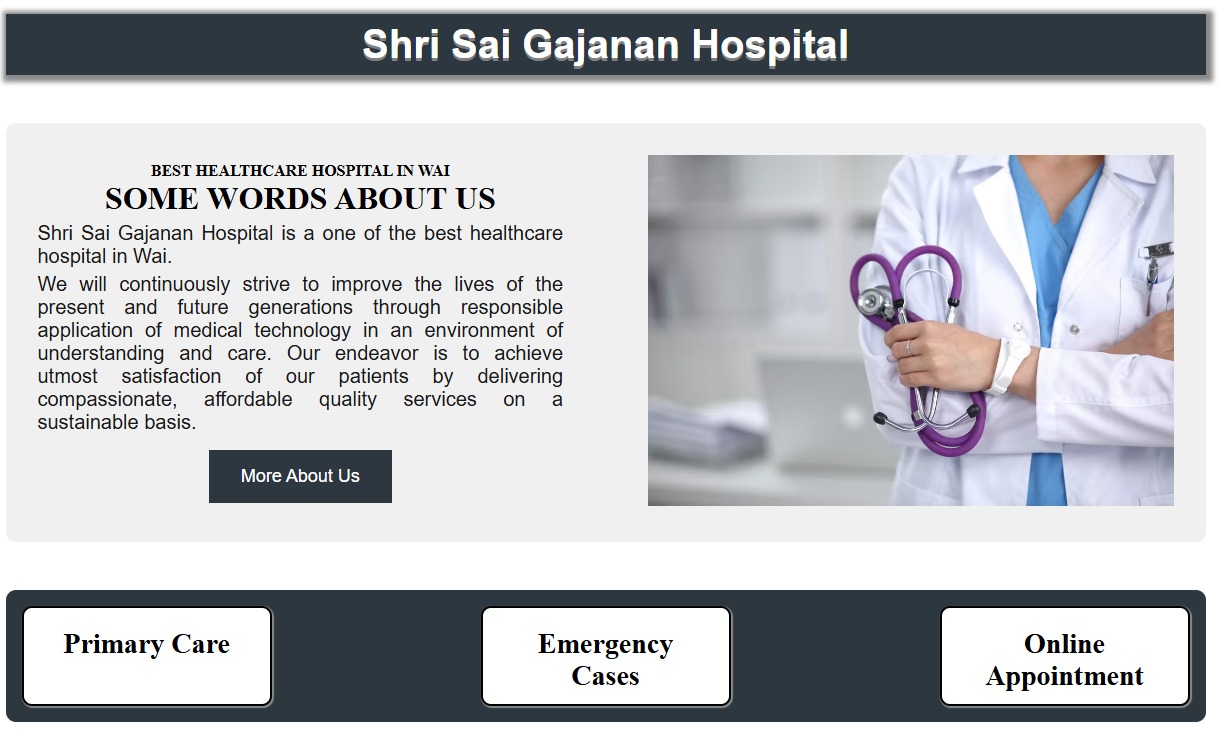 Shri Sai Gajanan Hospital
BEST HEALTHCARE HOSPITAL IN WAI
SOME WORDS ABOUT US
Shri Sai Gajanan Hospital is a one of the best healthcare
hospital in Wai.
We will continuously strive to improve the lives of the
present and future generations through responsible
application of medical technology in an environment of
understanding and care. Our endeavor is to achieve
utmost satisfaction of our patients by delivering
compassionate, affordable quality services on a
sustainable basis.
More About Us
Primary Care
Emergency
Cases
Online
Appointment